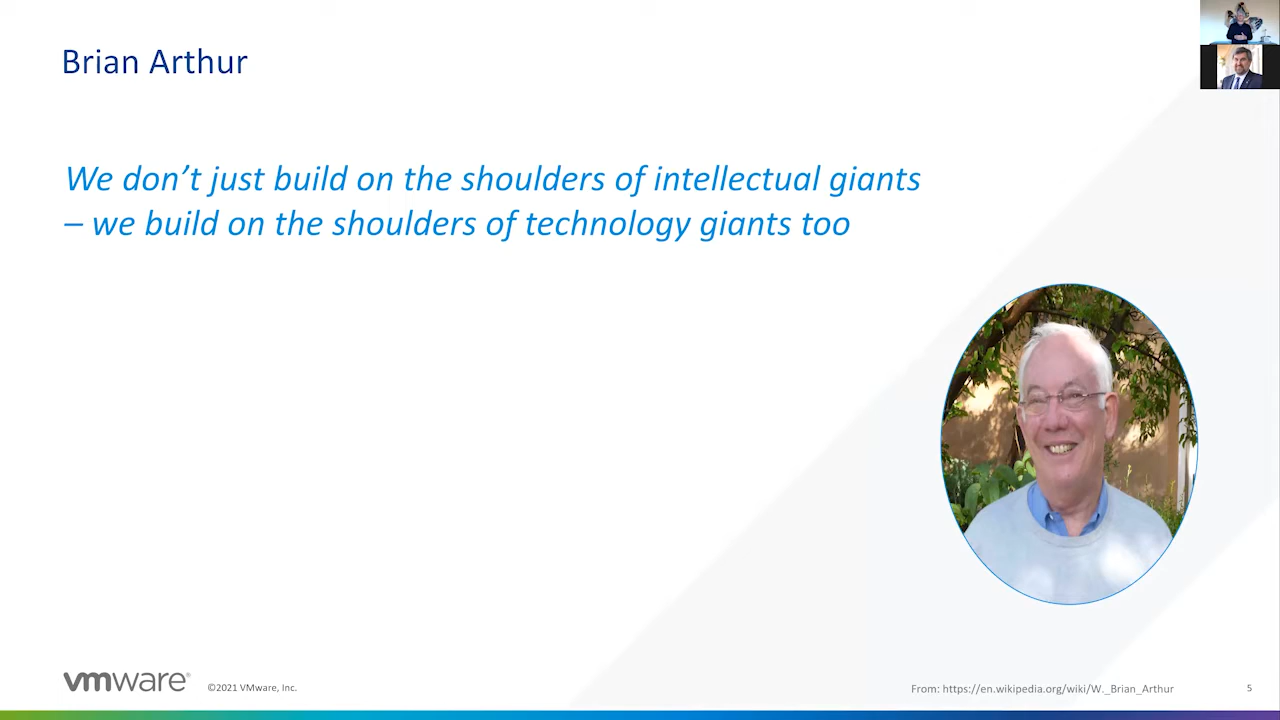 Brian Arthur
We don’t just build on the shoulders of intellectual giants
– we build on the shoulders of technology giants too
vmware®
©2021 VMware, Inc.
From: https://en.wikipedia.org/wiki/W._Brian_Arthur
5